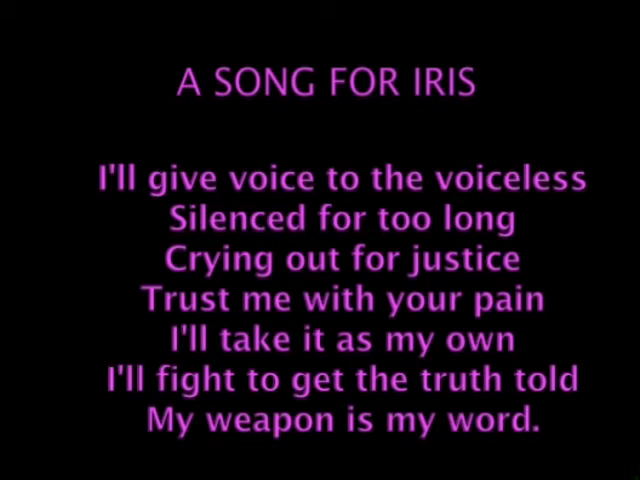 A SONG FOR IRIS
I'll give voice to the voiceless
Silenced for too long
Crying out for justice
Trust me with your pain
I'll take it as my own
I'll fight to get the truth told
My weapon is my word.